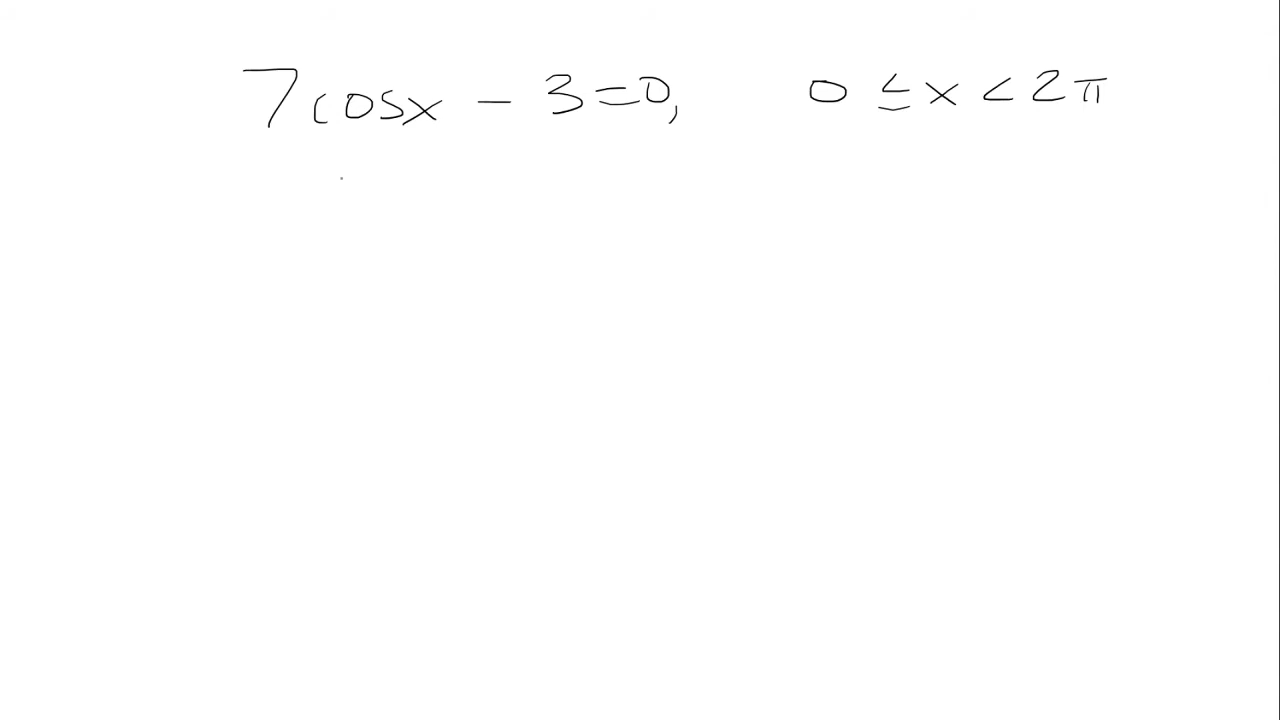 7cosx - 3=0, 0 ≤ x < 2π